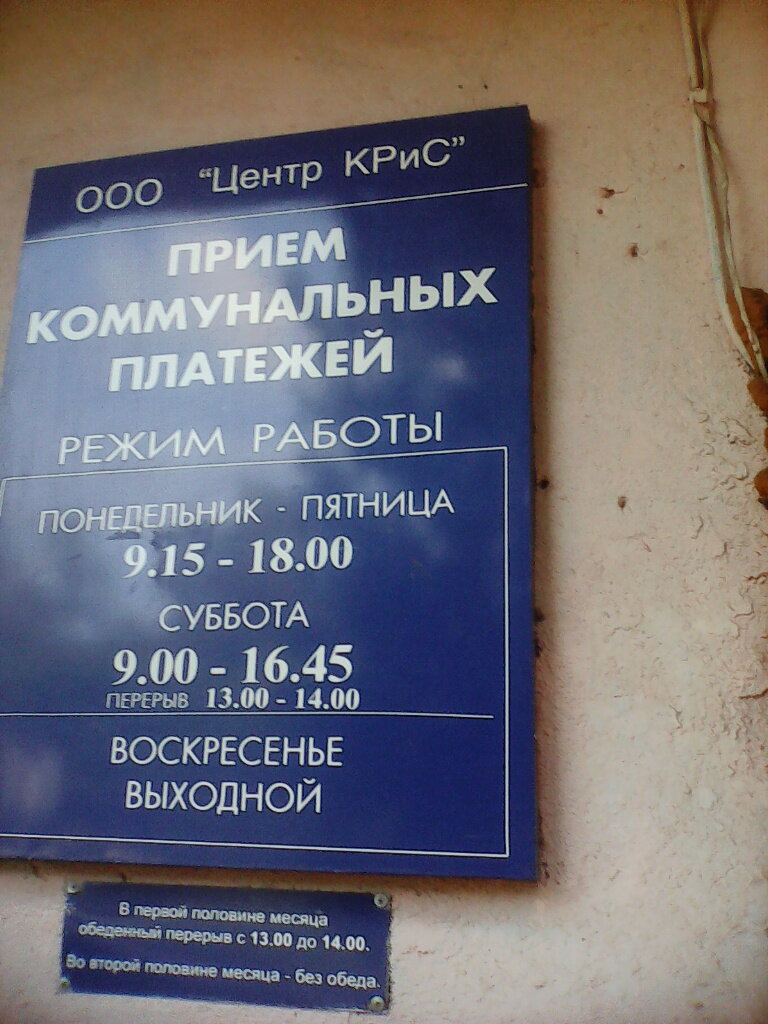 ООО "Центр КРиС"
ПРИЕМ
КОММУНАЛЬНЫХ
ПЛАТЕЖЕЙ
РЕЖИМ РАБОТЫ
ПОНЕДЕЛЬНИК - ПЯТНИЦА
9.15 - 18.00
СУББОТА
9.00 - 16.45
ПЕРЕРЫВ 13.00 - 14.00
ВОСКРЕСЕНЬЕ
ВЫХОДНОЙ
В первой половине месяца
обеденный перерыв с 13.00 до 14.00.
Во второй половине месяца - без обеда.